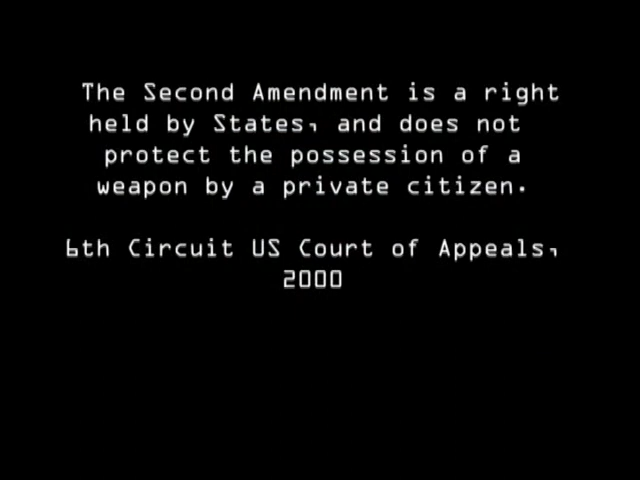 The Second Amendment is a right
held by States, and does not
protect the possession of a
weapon by a private citizen.
6th Circuit US Court of Appeals,
2000